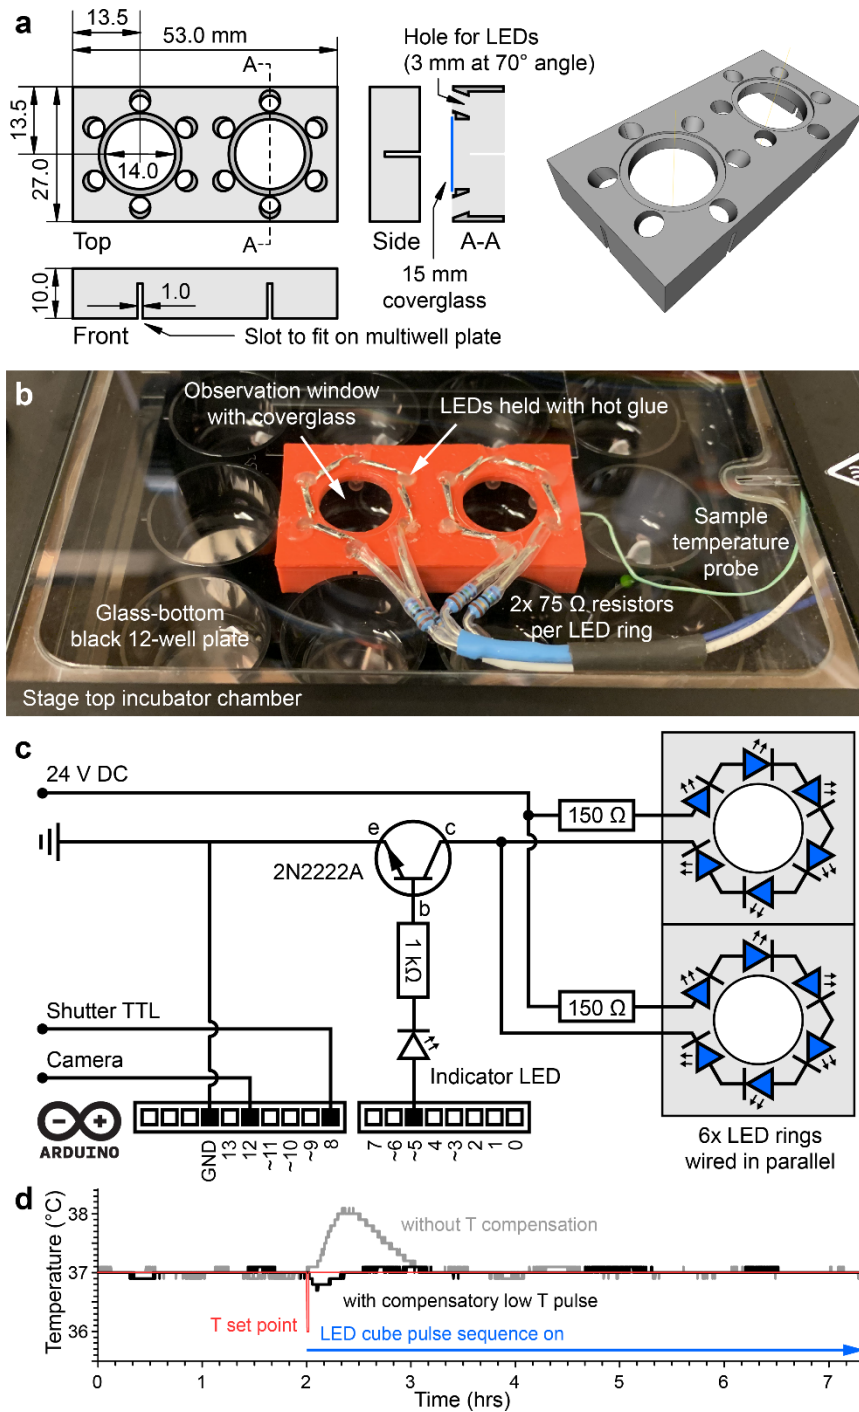 a
13.5
53.0 mm
A
Hole for LEDs
(3 mm at 70° angle)
13.5
27.0
14.0
Top
A
Side
A-A
15 mm
coverglass
10.0
1.0
Front
Slot to fit on multiwell plate
b
Observation window
with coverglass
LEDs held with hot glue
Sample
temperature
probe
Glass-bottom
black 12-well plate
2x 75 Ω resistors
per LED ring
Stage top incubator chamber
c
24 V DC
150 Ω
e
c
2N2222A
b
1 kΩ
150 Ω
Shutter TTL
Camera
Indicator LED
ARDUINO
GND
13
12
~11
~10
~9
8
7
~6
~5
4
~3
2
1
0
6x LED rings
wired in parallel
d
Temperature (°C)
38
37
36
without T compensation
with compensatory low T pulse
T set point
LED cube pulse sequence on
0
1
2
3
4
5
6
7
Time (hrs)